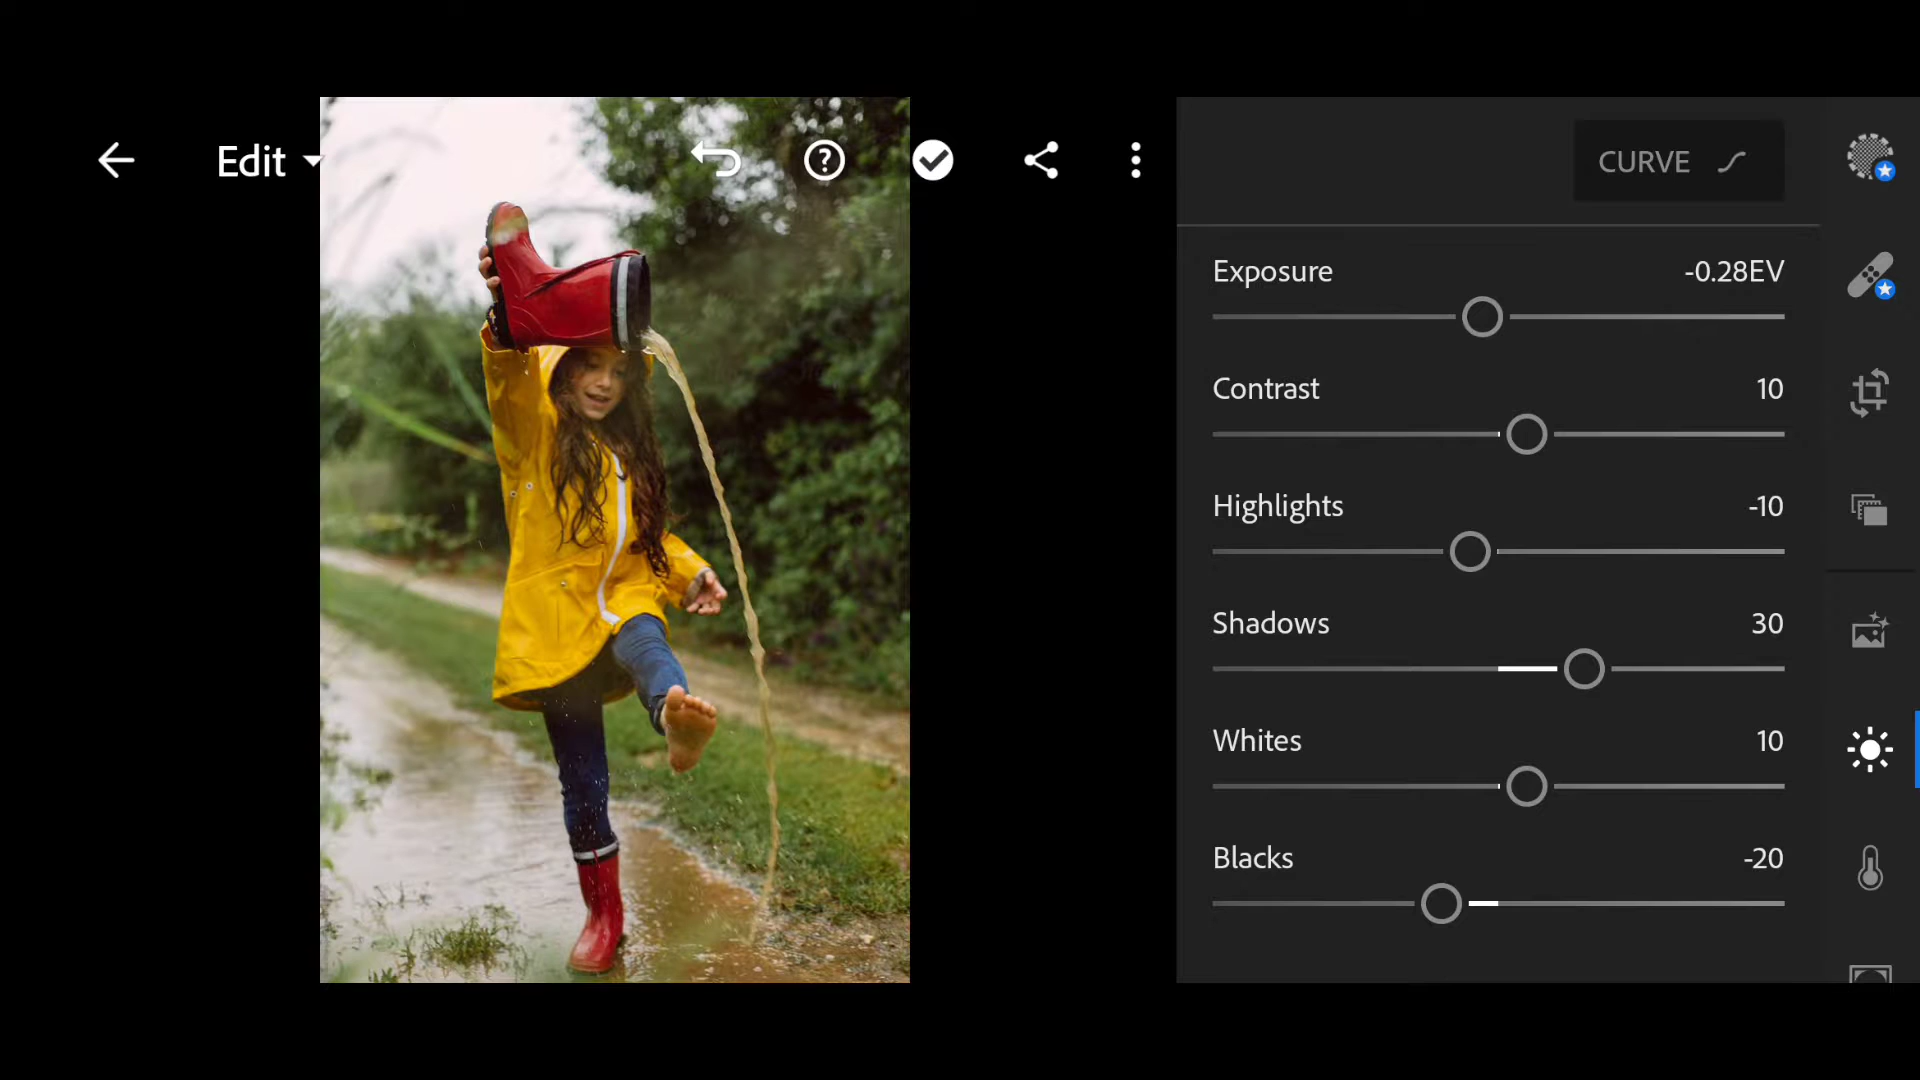 Edit
CURVE
Exposure -0.28EV
Contrast 10
Highlights -10
Shadows 30
Whites 10
Blacks -20